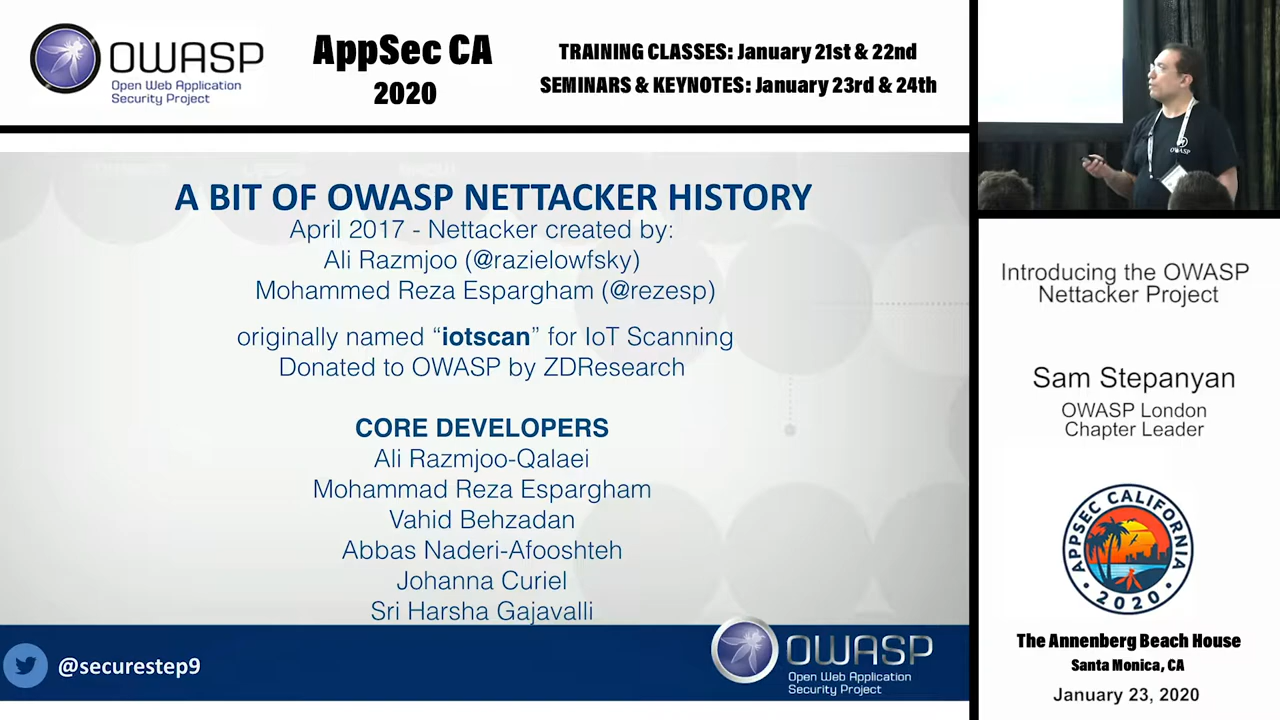 OWASP
Open Web Application
Security Project
AppSec CA
2020
TRAINING CLASSES: January 21st & 22nd
SEMINARS & KEYNOTES: January 23rd & 24th
A BIT OF OWASP NETTACKER HISTORY
April 2017 - Nettacker created by:
Ali Razmjoo (@razielowfsky)
Mohammed Reza Espargham (@rezesp)
originally named “iotscan” for IoT Scanning
Donated to OWASP by ZDResearch
CORE DEVELOPERS
Ali Razmjoo-Qalaei
Mohammad Reza Espargham
Vahid Behzadan
Abbas Naderi-Afooshteh
Johanna Curiel
Sri Harsha Gajavalli
@securestep9
OWASP
Open Web Application
Security Project
OWASP
Introducing the OWASP
Nettacker Project
Sam Stepanyan
OWASP London
Chapter Leader
APPSEC CALIFORNIA
2020
The Annenberg Beach House
Santa Monica, CA
January 23, 2020